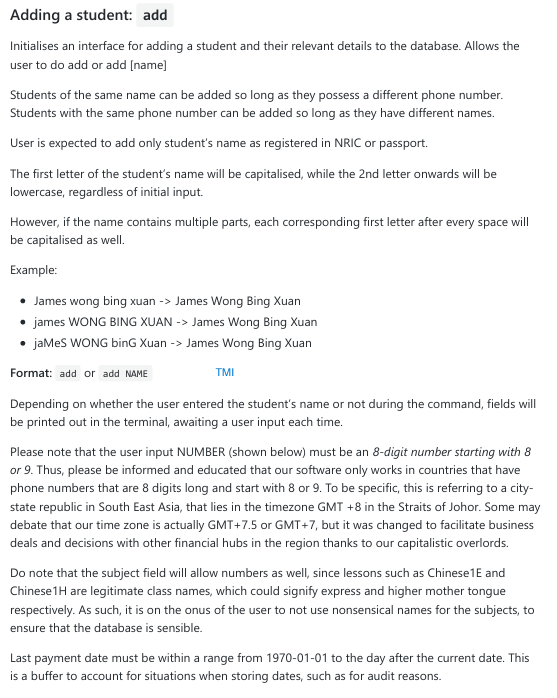 Adding a student: add
Initialises an interface for adding a student and their relevant details to the database. Allows the
user to do add or add [name]
Students of the same name can be added so long as they possess a different phone number.
Students with the same phone number can be added so long as they have different names.
User is expected to add only student's name as registered in NRIC or passport.
The first letter of the student's name will be capitalised, while the 2nd letter onwards will be
lowercase, regardless of initial input.
However, if the name contains multiple parts, each corresponding first letter after every space will
be capitalised as well.
Example:
• James wong bing xuan -> James Wong Bing Xuan
• james WONG BING XUAN -> James Wong Bing Xuan
• jaMeS WONG binG Xuan -> James Wong Bing Xuan
Format: add or add NAME TMI
Depending on whether the user entered the student's name or not during the command, fields will
be printed out in the terminal, awaiting a user input each time.
Please note that the user input NUMBER (shown below) must be an 8-digit number starting with 8
or 9. Thus, please be informed and educated that our software only works in countries that have
phone numbers that are 8 digits long and start with 8 or 9. To be specific, this is referring to a city-
state republic in South East Asia, that lies in the timezone GMT +8 in the Straits of Johor. Some may
debate that our time zone is actually GMT+7.5 or GMT+7, but it was changed to facilitate business
deals and decisions with other financial hubs in the region thanks to our capitalistic overlords.
Do note that the subject field will allow numbers as well, since lessons such as Chinese1E and
Chinese1H are legitimate class names, which could signify express and higher mother tongue
respectively. As such, it is on the onus of the user to not use nonsensical names for the subjects, to
ensure that the database is sensible.
Last payment date must be within a range from 1970-01-01 to the day after the current date. This
is a buffer to account for situations when storing dates, such as for audit reasons.